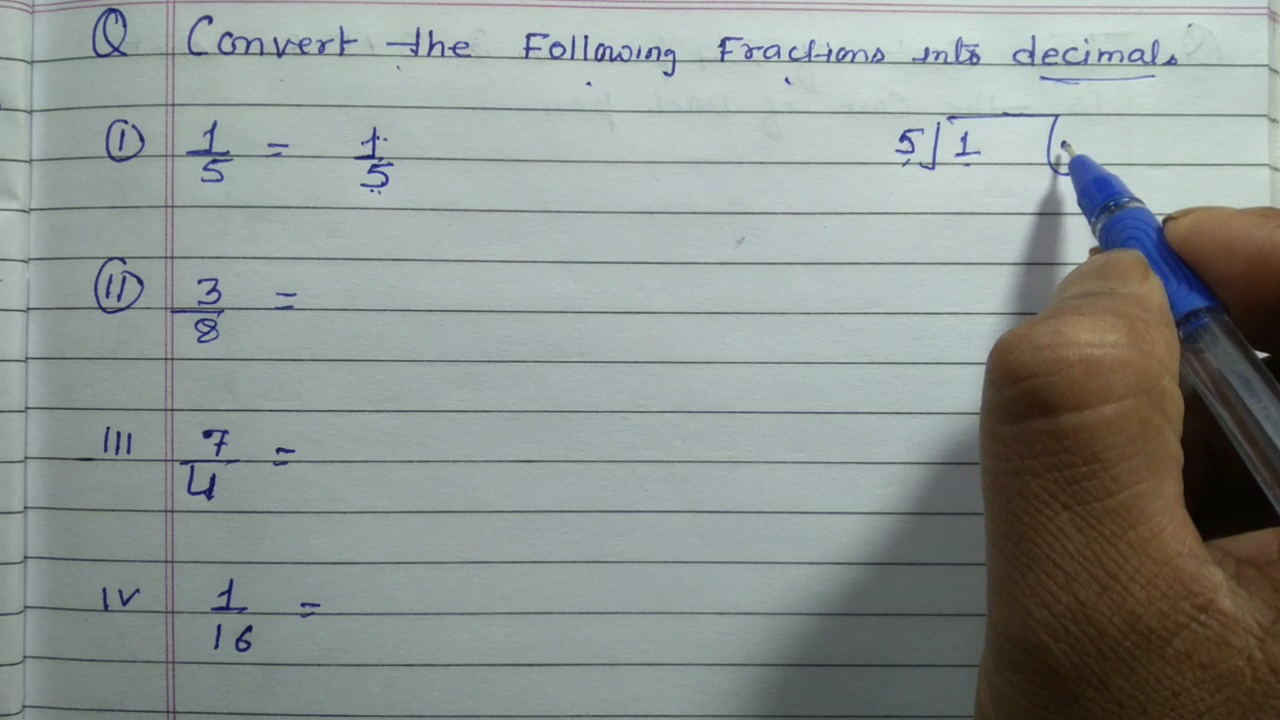 Q Convert the Following Fractions into decimals
(I) 1/5 = 1/5 5)1(
(II) 3/8 =
III 7/4 =
IV 1/16 =